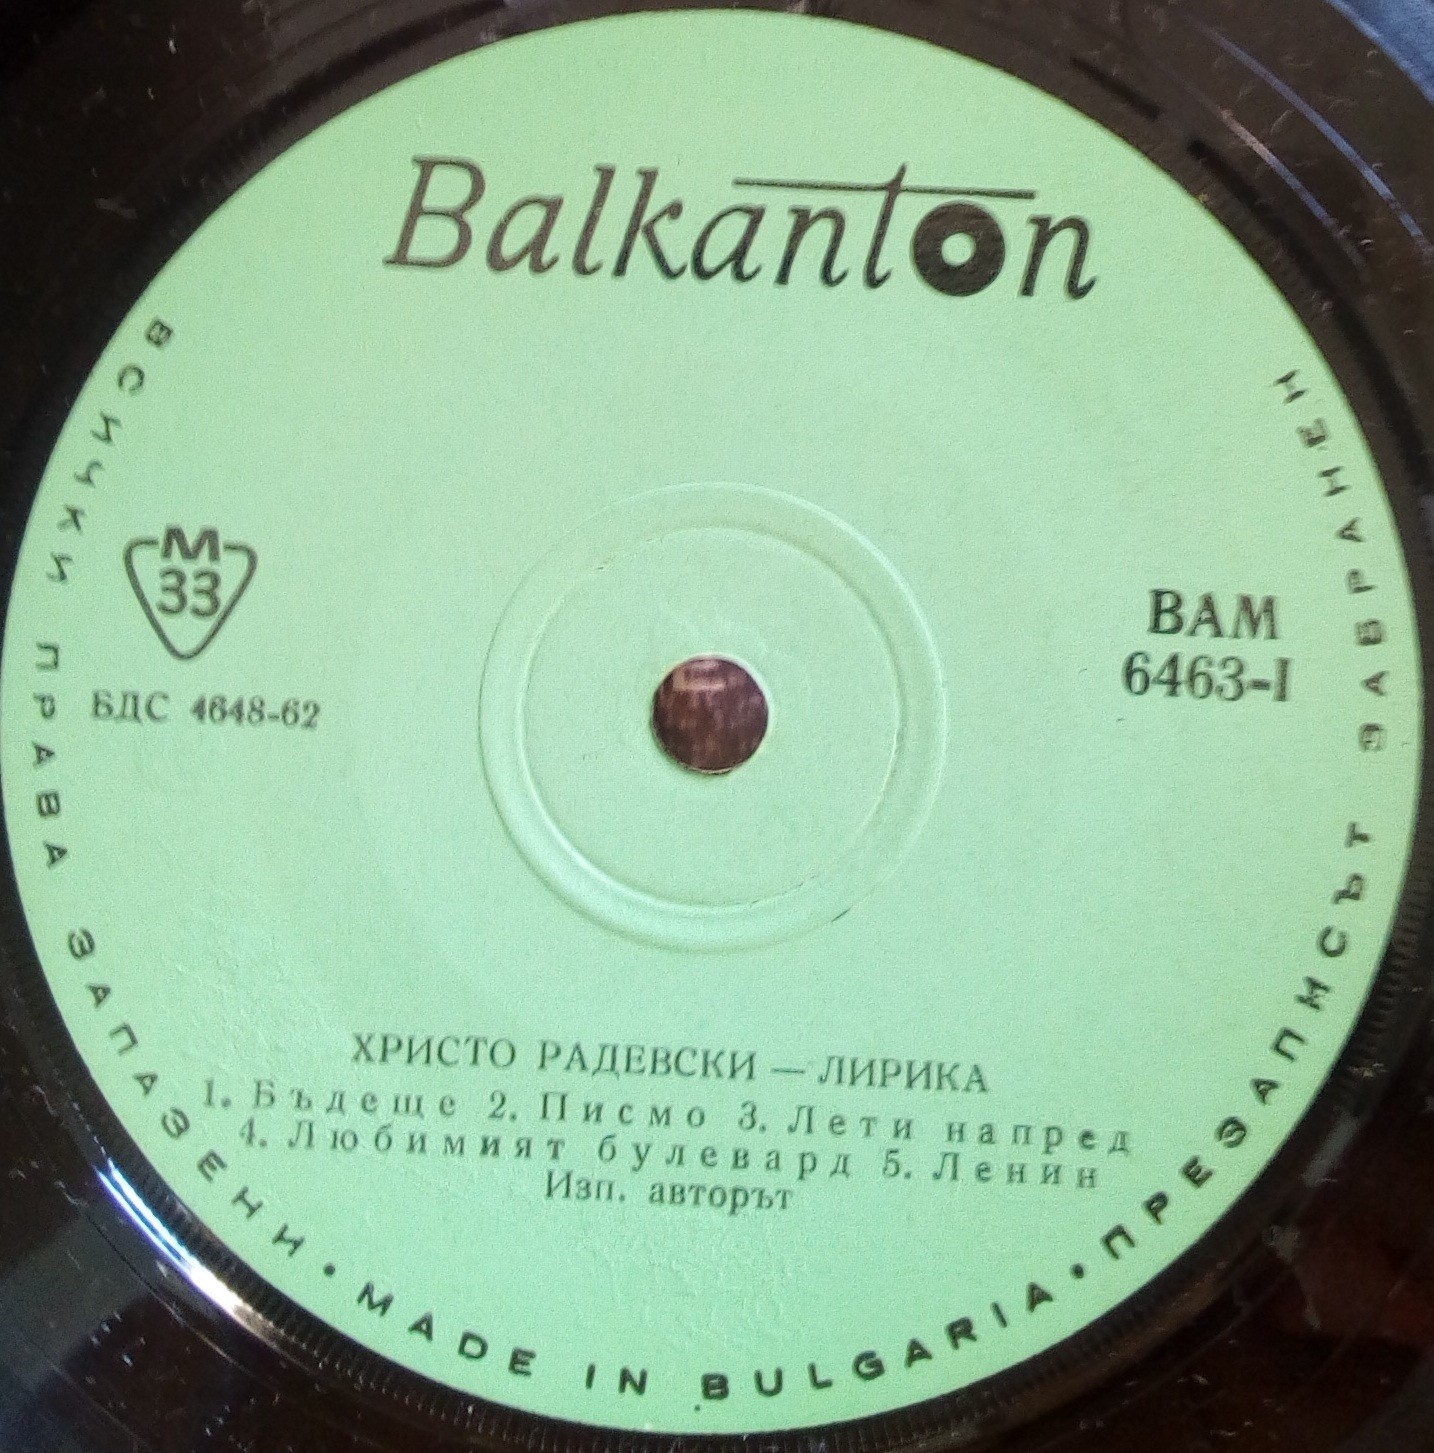 Balkanton
ВСИЧКИ ПРАВА ЗАПАЗЕНИ • MADE IN BULGARIA • ПРЕЗАПИСЪТ ЗАБРАНЕН
М
33
БДС 4648-62
ВАМ
6463-I
ХРИСТО РАДЕВСКИ — ЛИРИКА
1. Бъдеще 2. Писмо 3. Лети напред
4. Любимият булевард 5. Ленин
Изп. авторът